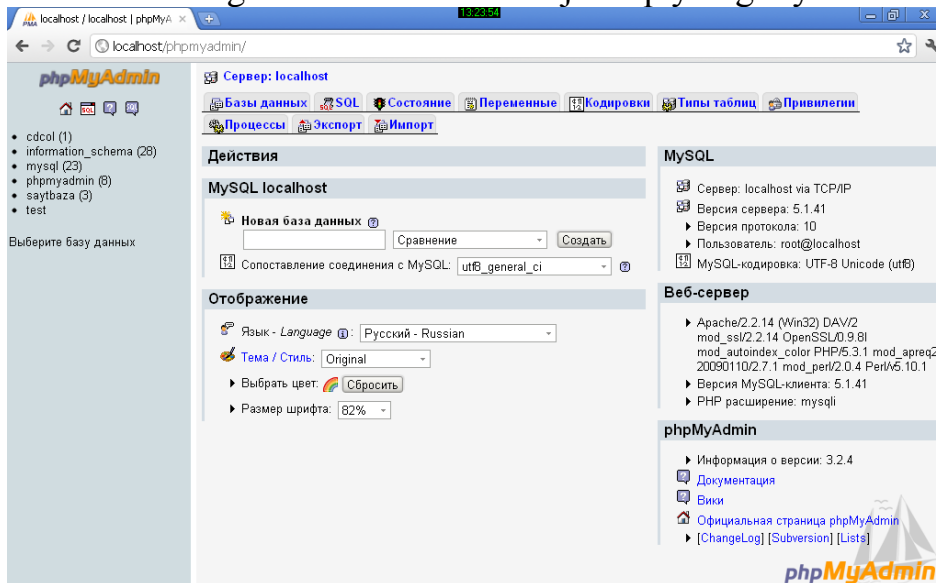 localhost / localhost | phpMyA
13:23:54
localhost/phpmyadmin/
phpMyAdmin
cdcol (1)
information_schema (28)
mysql (23)
phpmyadmin (8)
saytbaza (3)
test
Выберите базу данных
Сервер: localhost
Базы данных SQL Состояние Переменные Кодировки Типы таблиц Привилегии
Процессы Экспорт Импорт
Действия
MySQL localhost
Новая база данных
Сравнение Создать
Сопоставление соединения с MySQL: utf8_general_ci
Отображение
Язык - Language : Русский - Russian
Тема / Стиль: Original
Выбрать цвет: Сбросить
Размер шрифта: 82%
MySQL
Сервер: localhost via TCP/IP
Версия сервера: 5.1.41
Версия протокола: 10
Пользователь: root@localhost
MySQL-кодировка: UTF-8 Unicode (utf8)
Веб-сервер
Apache/2.2.14 (Win32) DAV/2
mod_ssl/2.2.14 OpenSSL/0.9.8l
mod_autoindex_color PHP/5.3.1 mod_apreq2
20090110/2.7.1 mod_perl/2.0.4 Perl/v5.10.1
Версия MySQL-клиента: 5.1.41
PHP расширение: mysqli
phpMyAdmin
Информация о версии: 3.2.4
Документация
Вики
Официальная страница phpMyAdmin
[ChangeLog] [Subversion] [Lists]
phpMyAdmin